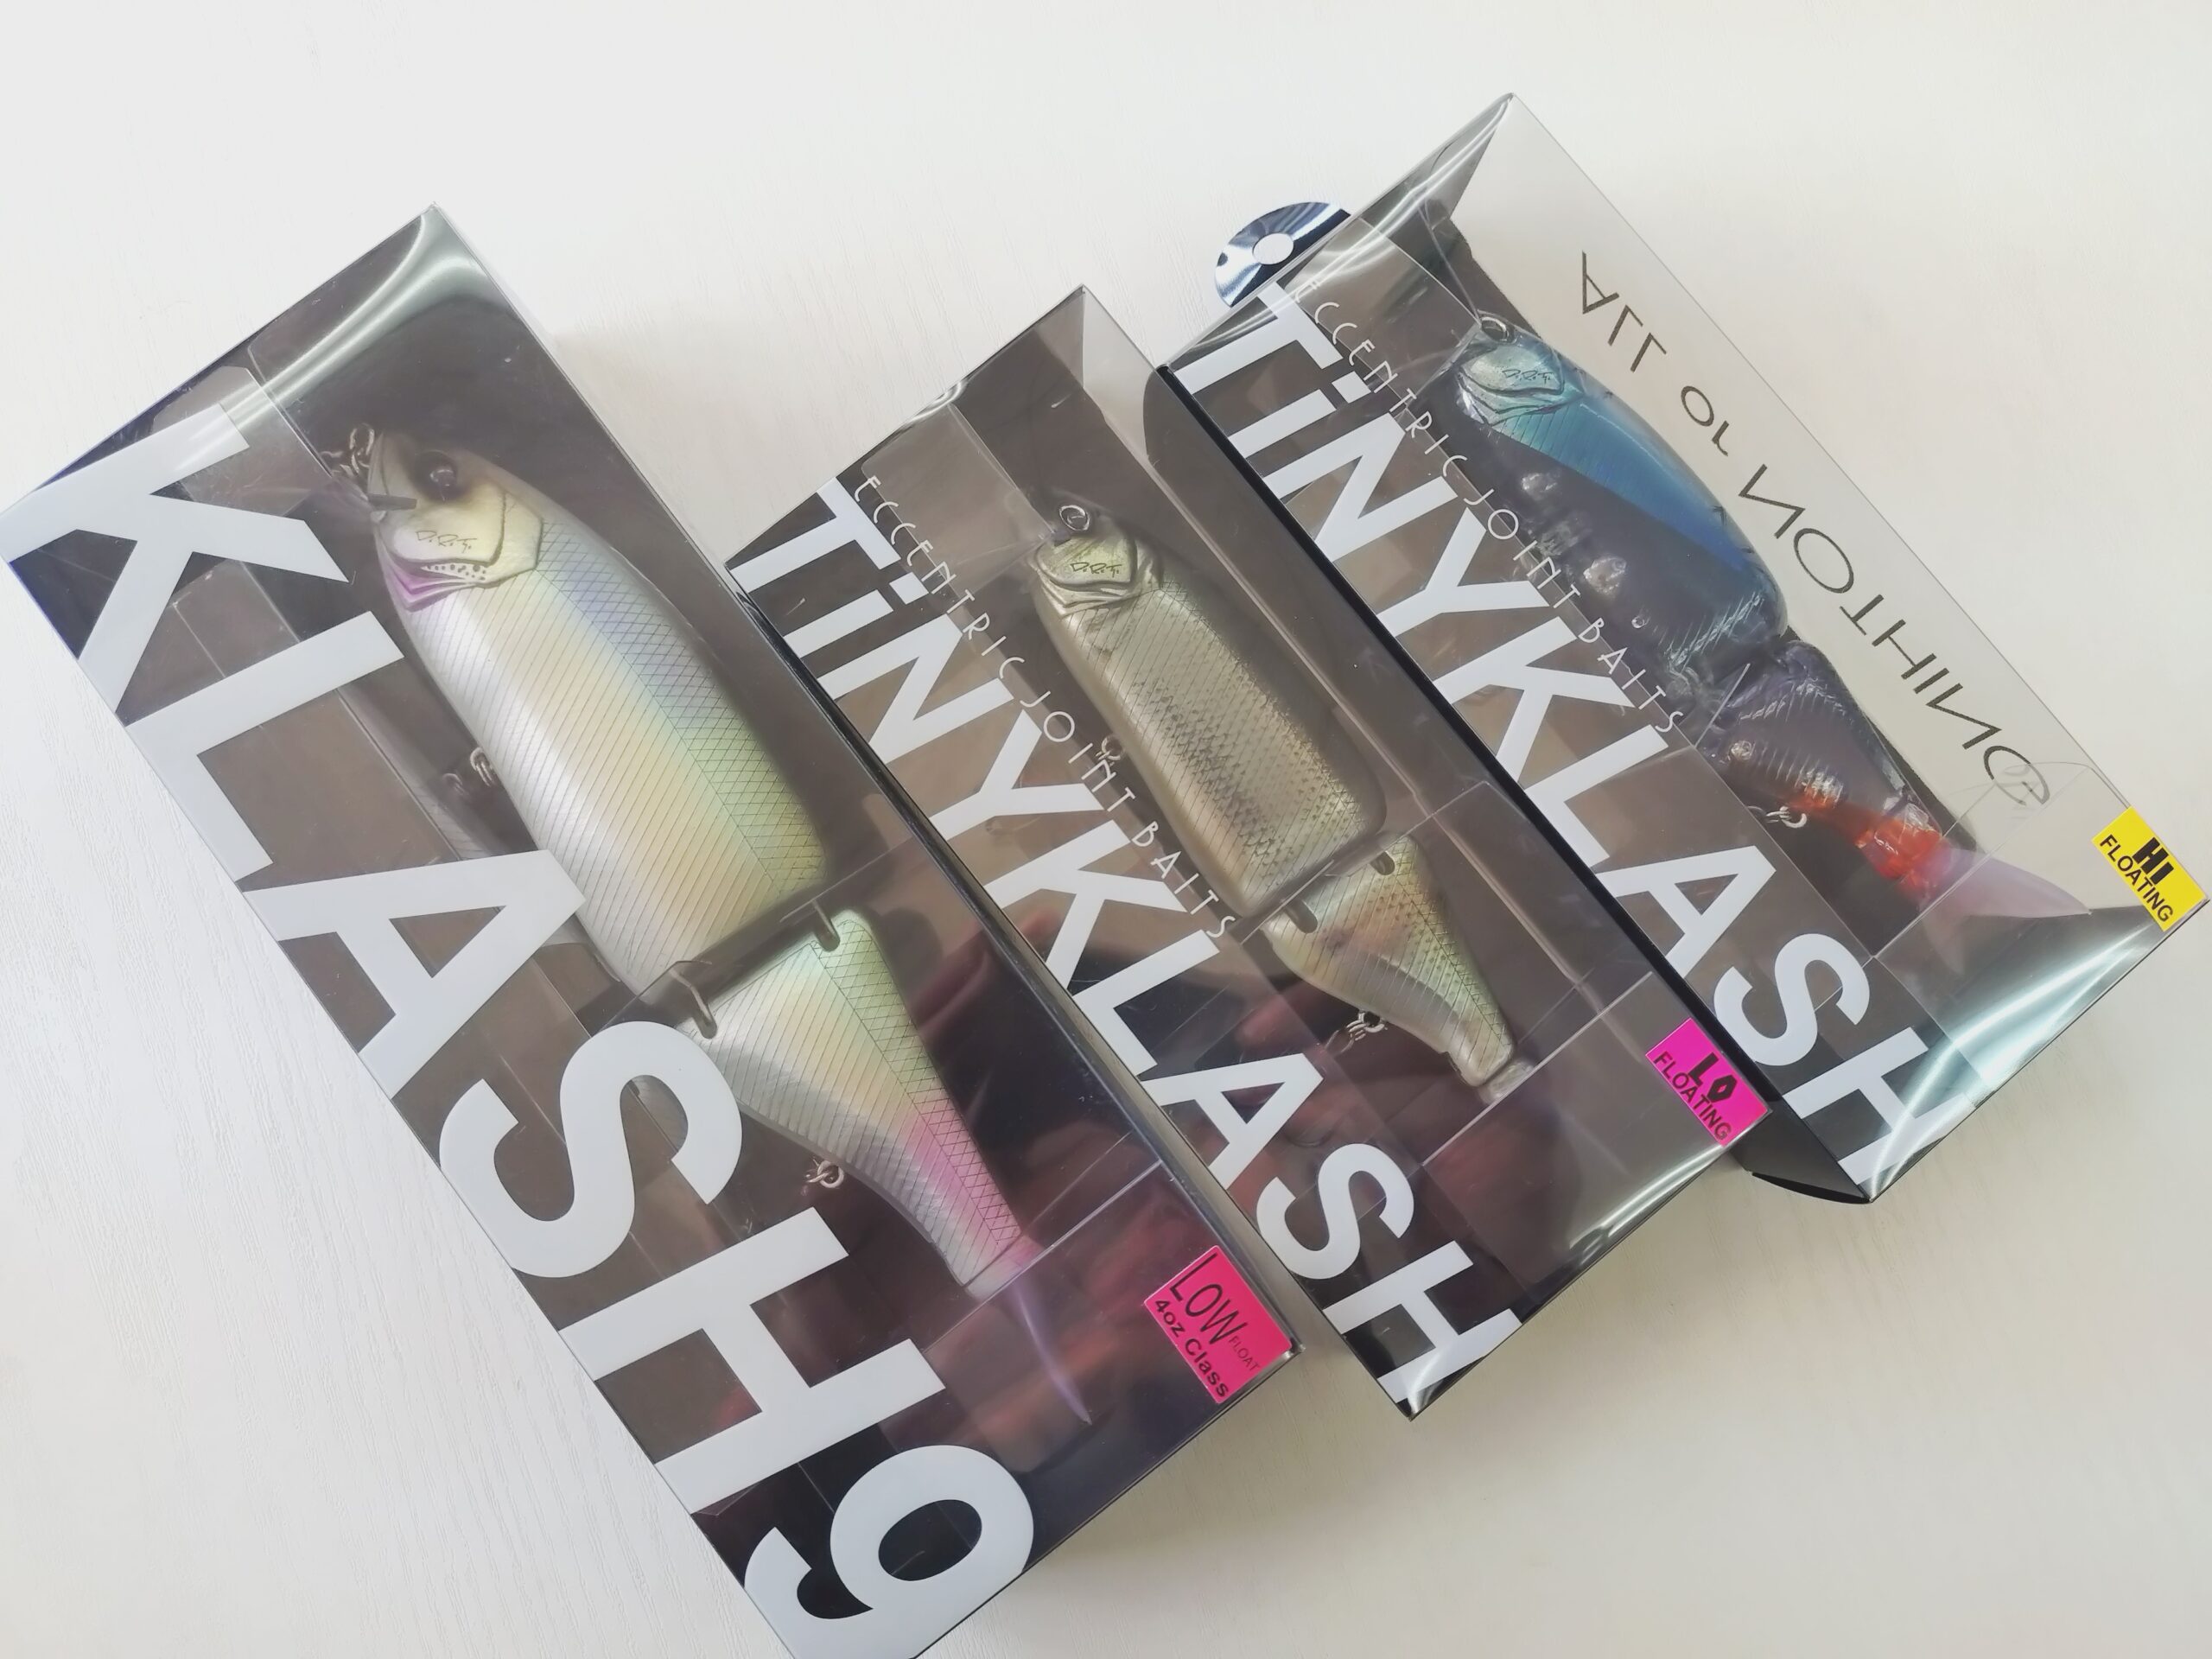 KLASH9
D.R.T.
LOW FLOAT
4oz Class
ECCENTRIC JOINT BAITS
TiNYKLASH
D.R.T.
LO
FLOATING
ECCENTRIC JOINT BAITS
TiNYKLASH
D.R.T.
ALL or NOTHING
HI
FLOATING